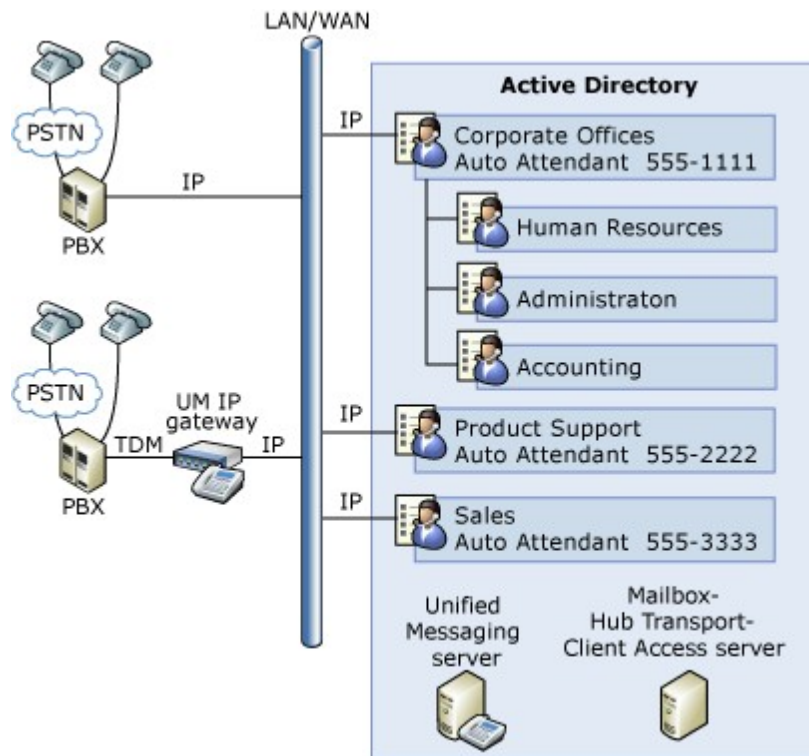 LAN/WAN
PSTN
PBX
IP
PSTN
PBX
TDM
UM IP
gateway
IP
Active Directory
IP
Corporate Offices
Auto Attendant 555-1111
Human Resources
Administraton
Accounting
IP
Product Support
Auto Attendant 555-2222
IP
Sales
Auto Attendant 555-3333
Unified
Messaging
server
Mailbox-
Hub Transport-
Client Access server